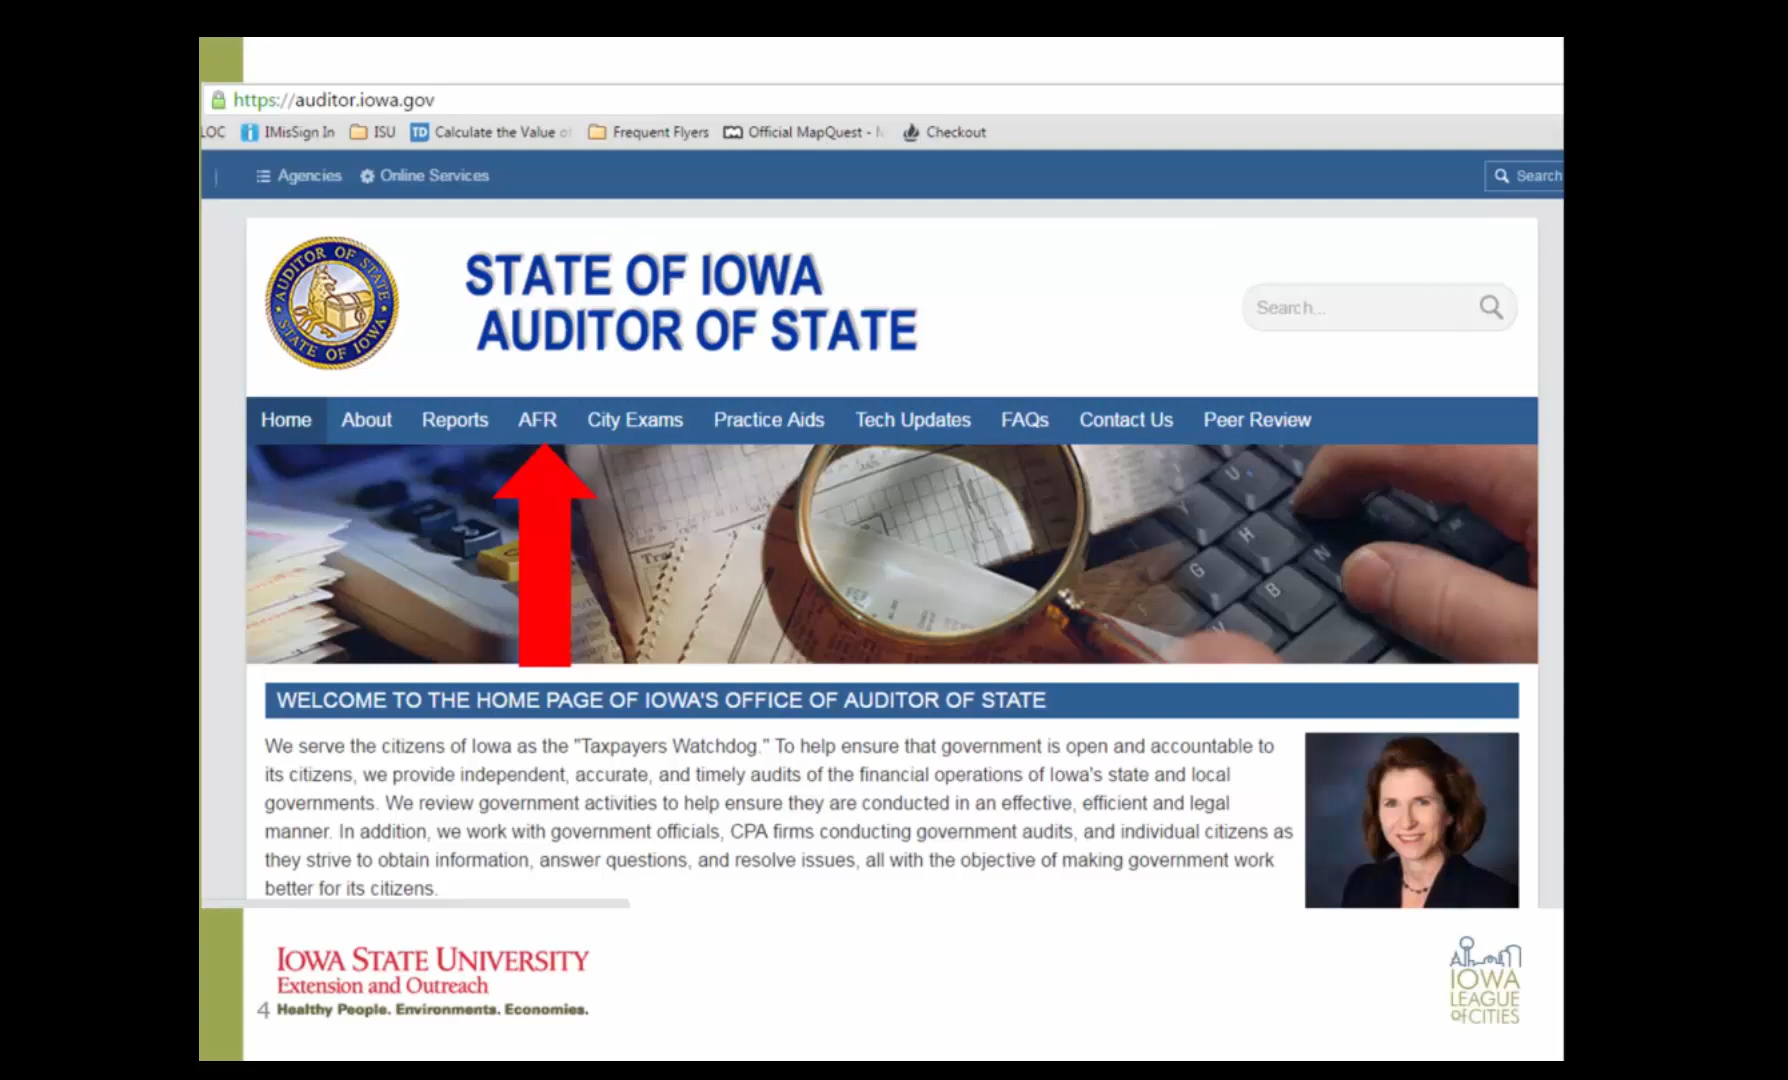 https://auditor.iowa.gov
LOC IMisSign In ISU Calculate the Value of Frequent Flyers Official MapQuest - Checkout
Agencies Online Services Search
AUDITOR OF STATE
STATE OF IOWA
STATE OF IOWA
AUDITOR OF STATE
Search...
Home About Reports AFR City Exams Practice Aids Tech Updates FAQs Contact Us Peer Review
WELCOME TO THE HOME PAGE OF IOWA'S OFFICE OF AUDITOR OF STATE
We serve the citizens of Iowa as the "Taxpayers Watchdog." To help ensure that government is open and accountable to
its citizens, we provide independent, accurate, and timely audits of the financial operations of Iowa's state and local
governments. We review government activities to help ensure they are conducted in an effective, efficient and legal
manner. In addition, we work with government officials, CPA firms conducting government audits, and individual citizens as
they strive to obtain information, answer questions, and resolve issues, all with the objective of making government work
better for its citizens.
IOWA STATE UNIVERSITY
Extension and Outreach
4 Healthy People. Environments. Economies.
IOWA
LEAGUE
of CITIES